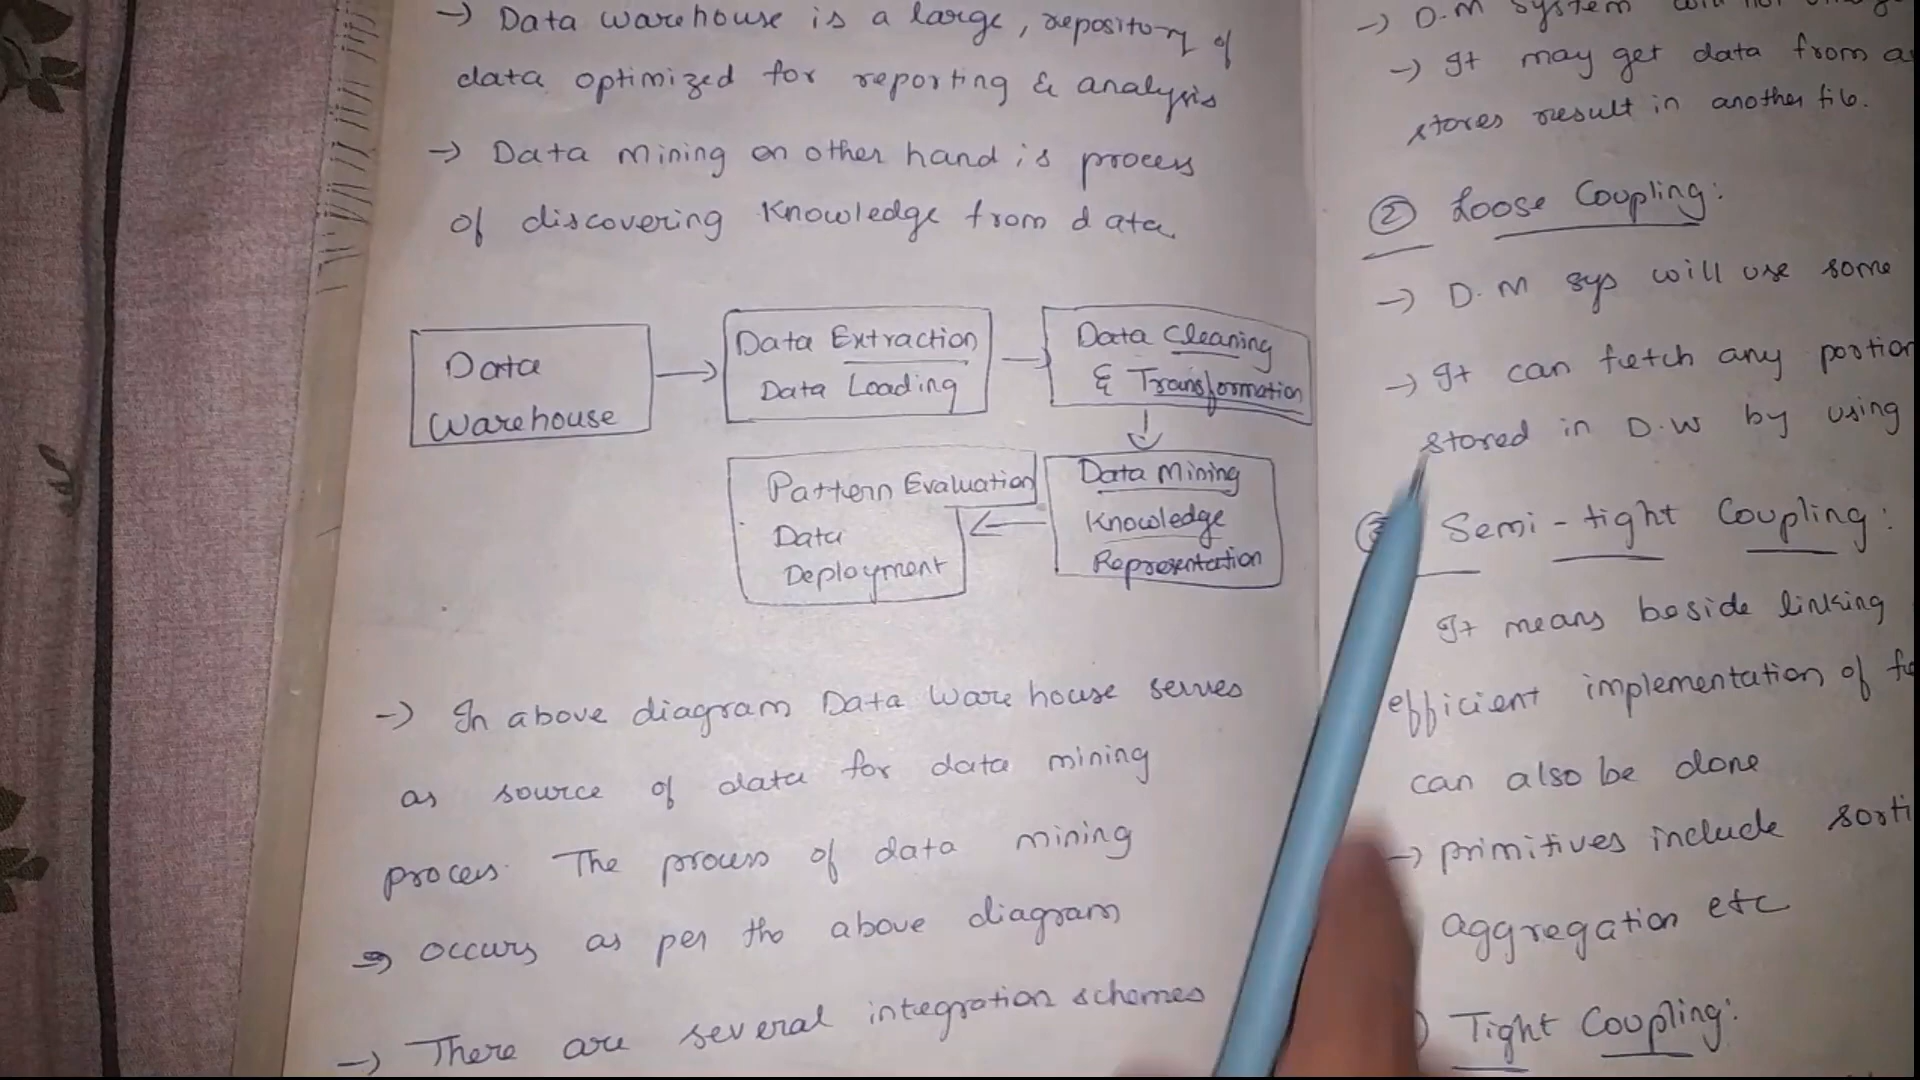 -> Data warehouse is a large, repository of
data optimized for reporting & analysis
-> Data Mining on other hand is process
of discovering Knowledge from data.
Data
Warehouse
Data Extraction
Data Loading
Data Cleaning
& Transformation
Data Mining
Knowledge
Representation
Pattern Evaluation
Data
Deployment
-> In above diagram Data Warehouse serves
as source of data for data mining
process. The process of data mining
occurs as per the above diagram
-> There are several integration schemes
-> D.M system
-> It may get data from
stores result in another file.
② Loose Coupling:
-> D.M sys will use some
-> It can fetch any portion
stored in D.W by using
Semi-tight Coupling:
It means beside linking
efficient implementation of
can also be done
-> primitives include
aggregation etc
Tight Coupling: